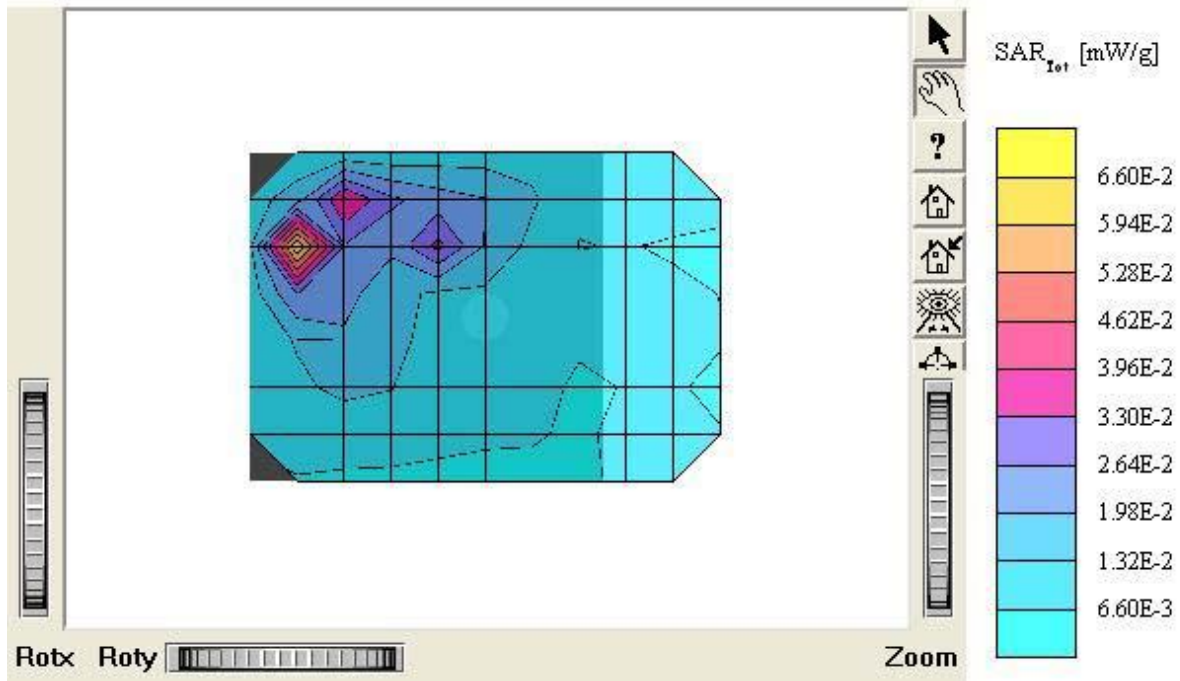 SAR_Tot [mW/g]
?
6.60E-2
5.94E-2
5.28E-2
4.62E-2
3.96E-2
3.30E-2
2.64E-2
1.98E-2
1.32E-2
6.60E-3
Rotx Roty Zoom